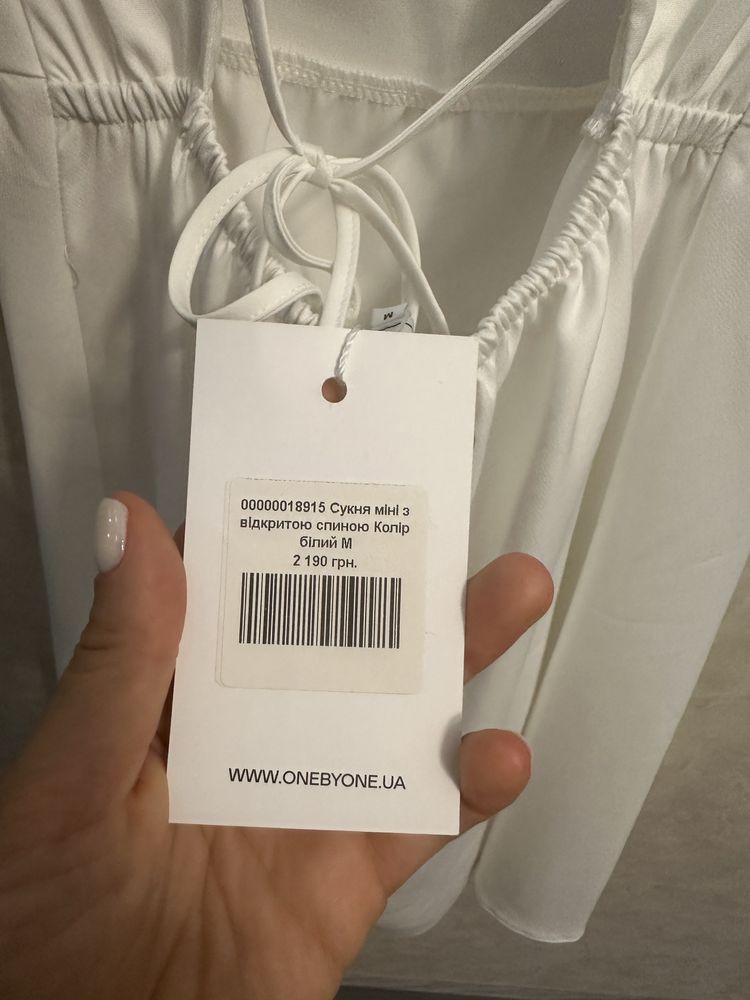 M
00000018915 Сукня міні з
відкритою спиною Колір
білий М
2 190 грн.
WWW.ONEBYONE.UA